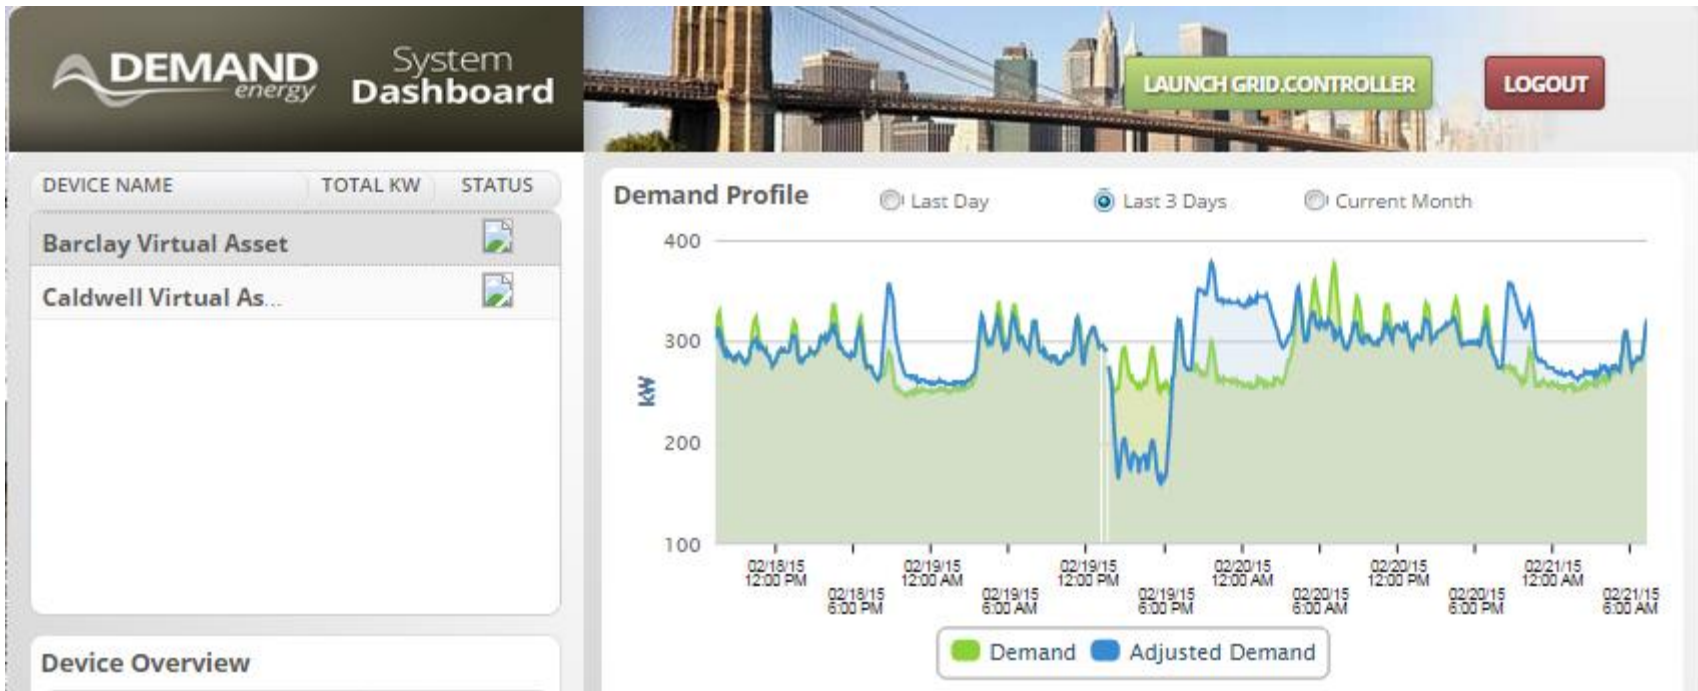 DEMAND
energy
System
Dashboard
LAUNCH GRID.CONTROLLER
LOGOUT
DEVICE NAME TOTAL KW STATUS
Barclay Virtual Asset
Caldwell Virtual As...
Device Overview
Demand Profile
Last Day
Last 3 Days
Current Month
400
300
200
100
kW
02/18/15
12:00 PM
02/18/15
6:00 PM
02/19/15
12:00 AM
02/19/15
6:00 AM
02/19/15
12:00 PM
02/19/15
6:00 PM
02/20/15
12:00 AM
02/20/15
6:00 AM
02/20/15
12:00 PM
02/20/15
6:00 PM
02/21/15
12:00 AM
02/21/15
6:00 AM
Demand
Adjusted Demand